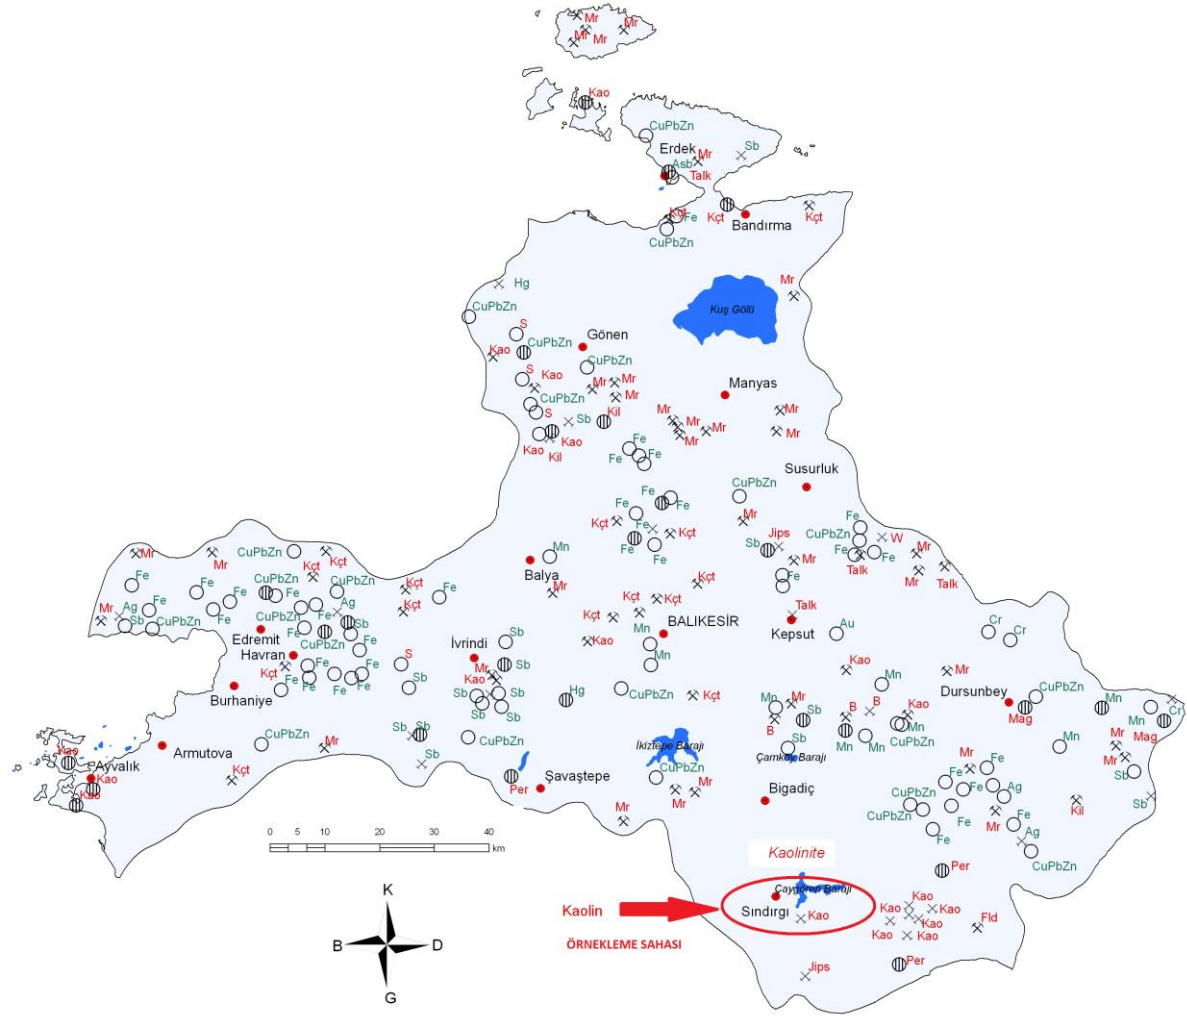 Mr
Mr
Mr
Mr
Kao
CuPbZn
Sb
Erdek
Mr
Asb
Talk
Kçt
Fe
Kçt
Kçt
Bandırma
CuPbZn
Hg
Mr
CuPbZn
Kuş Gölü
S
Gönen
CuPbZn
Kao
CuPbZn
S
Kao
Mr
Mr
Manyas
Mr
CuPbZn
S
Sb
Kil
Mr
Mr
Mr
Mr
Mr
Mr
Kao
Kao
Kil
Fe
Fe
Fe
Susurluk
CuPbZn
Fe
Fe
Fe
Kçt
Fe
Kçt
Mr
Fe
Jips
Sb
Fe
CuPbZn
W
Fe
Mr
Mr
Talk
Mr
Talk
Fe
Mr
Mr
CuPbZn
Kçt
Kçt
Mn
Balya
Mr
Kçt
Fe
Fe
Fe
CuPbZn
Fe
CuPbZn
Kçt
Fe
Kçt
Kçt
Kçt
Kçt
Mr
Ag
Fe
Sb
CuPbZn
Fe
Fe
Ag
Sb
Talk
Kepsut
Au
Cr
Cr
Edremit
CuPbZn
Fe
CuPbZn
Fe
Havran
İvrindi
Sb
Kao
Mn
BALIKESİR
Mn
Kçt
Fe
Fe
Fe
Fe
Fe
S
Sb
Mr
Kao
Sb
Sb
Sb
Sb
Hg
CuPbZn
Kçt
Kao
Mn
Mr
Dursunbey
CuPbZn
Burhaniye
Mn
Mr
Sb
B
B
B
Kao
Mn
CuPbZn
Mn
Mag
Mn
Cr
Mn
Mag
Armutova
CuPbZn
Mr
Sb
Sb
Sb
CuPbZn
İkiztepe Barajı
Sb
Çamköy Barajı
Mn
Mr
Mr
Sb
Kao
Ayvalık
Kao
Kao
Kçt
Per
Şavaştepe
CuPbZn
Mr
Mr
Mr
Bigadiç
Mr
Fe
Fe
Fe
Ag
CuPbZn
CuPbZn
Fe
Fe
Mr
Fe
Ag
CuPbZn
Kil
Sb
0 5 10 20 30 40
km
Kaolinite
Per
Çaygören Barajı
Kaolin
Sındırgı
Kao
ÖRNEKLEME SAHASI
Kao
Kao
Kao
Kao
Kao
Kao
Fld
Jips
Per
K
B
D
G